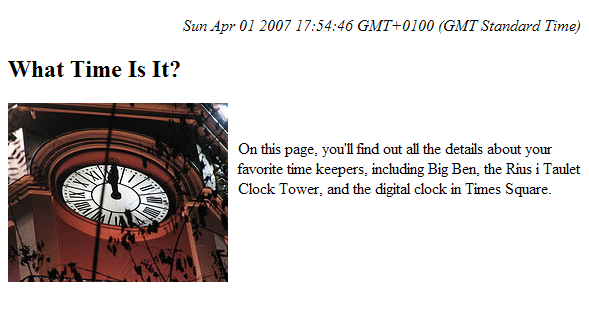 Sun Apr 01 2007 17:54:46 GMT+0100 (GMT Standard Time)
What Time Is It?
On this page, you'll find out all the details about your
favorite time keepers, including Big Ben, the Rius i Taulet
Clock Tower, and the digital clock in Times Square.